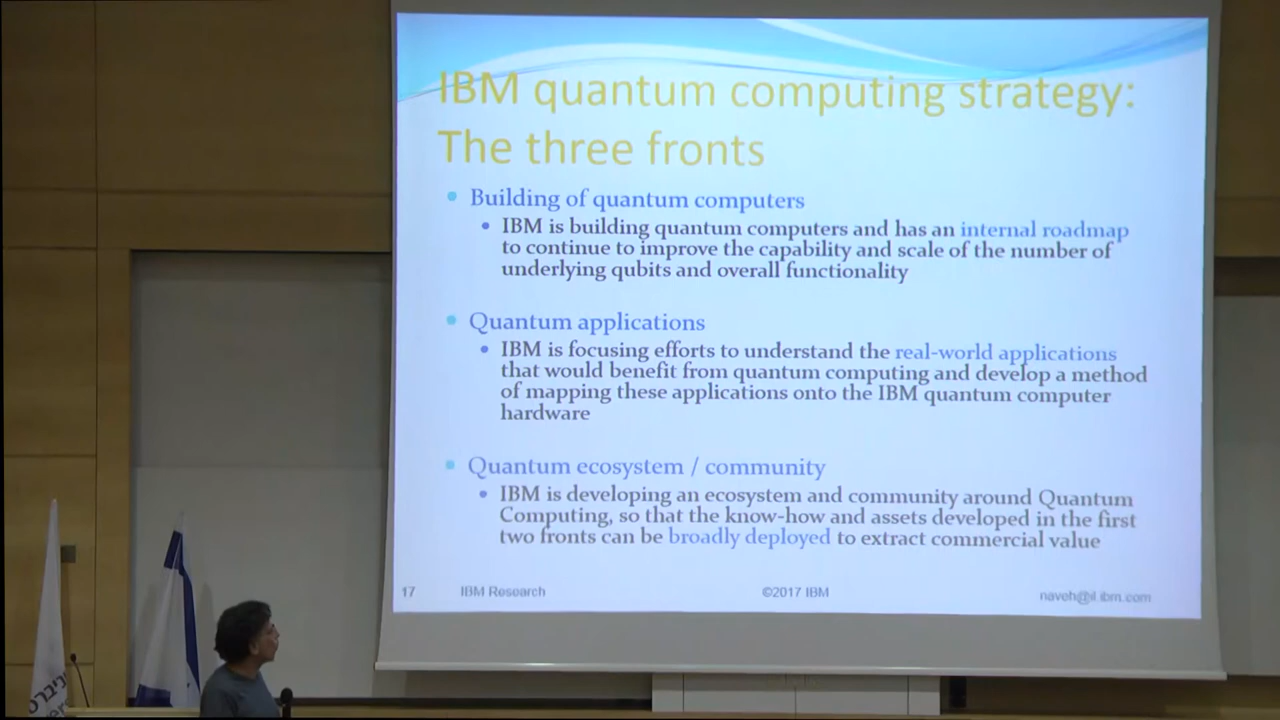 IBM quantum computing strategy:
The three fronts
Building of quantum computers
IBM is building quantum computers and has an internal roadmap
to continue to improve the capability and scale of the number of
underlying qubits and overall functionality
Quantum applications
IBM is focusing efforts to understand the real-world applications
that would benefit from quantum computing and develop a method
of mapping these applications onto the IBM quantum computer
hardware
Quantum ecosystem / community
IBM is developing an ecosystem and community around Quantum
Computing, so that the know-how and assets developed in the first
two fronts can be broadly deployed to extract commercial value
17 IBM Research ©2017 IBM naveh@il.ibm.com